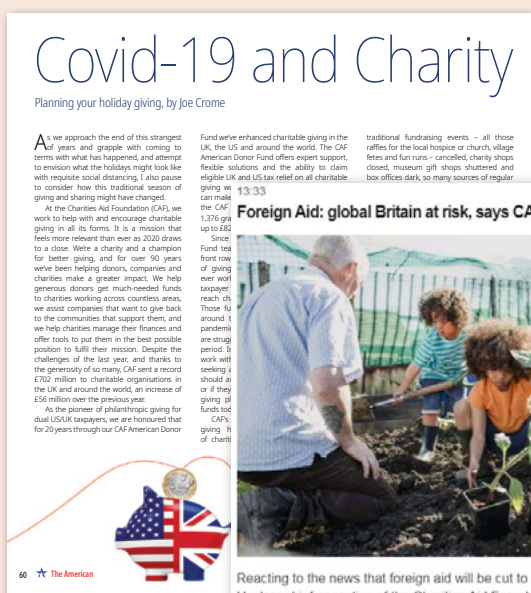 Covid-19 and Charity
Planning your holiday giving, by Joe Crome
As we approach the end of this strangest
of years and grapple with coming to
terms with what has happened, and attempt
to envision what the holidays might look like
with requisite social distancing, I also pause
to consider how this traditional season of
giving and sharing might have changed.
At the Charities Aid Foundation (CAF), we
work to help with and encourage charitable
giving in all its forms. It is a mission that
feels more relevant than ever as 2020 draws
to a close. We're a charity and a champion
for better giving, and for over 90 years
we've been helping donors, companies and
charities make a greater impact. We help
generous donors get much-needed funds
to charities working across countless areas,
we assist companies that want to give back
to the communities that support them, and
we help charities manage their finances and
offer tools to put them in the best possible
position to fulfil their mission. Despite the
challenges of the last year, and thanks to
the generosity of so many, CAF sent a record
£702 million to charitable organisations in
the UK and around the world, an increase of
£56 million over the previous year.
As the pioneer of philanthropic giving for
dual US/UK taxpayers, we are honoured that
for 20 years through our CAF American Donor
Fund we've enhanced charitable giving in the
UK, the US and around the world. The CAF
American Donor Fund offers expert support,
flexible solutions and the ability to claim
eligible UK and US tax relief on all charitable
giving
can make
the CAF
1,376
up to £82
Since
Fund
front row
of giving
ever
taxpayer
reach
Those
around
pandemic
are
period.
work with
seeking a
should
or if they
giving
funds
CAF's
giving
of
traditional fundraising events – all those
raffles for the local hospice or church, village
fetes and fun runs – cancelled, charity shops
closed, museum gift shops shuttered and
box offices dark, so many sources of regular
13:33
Foreign Aid: global Britain at risk, says CA
Reacting to the news that foreign aid will be cut to
60 The American